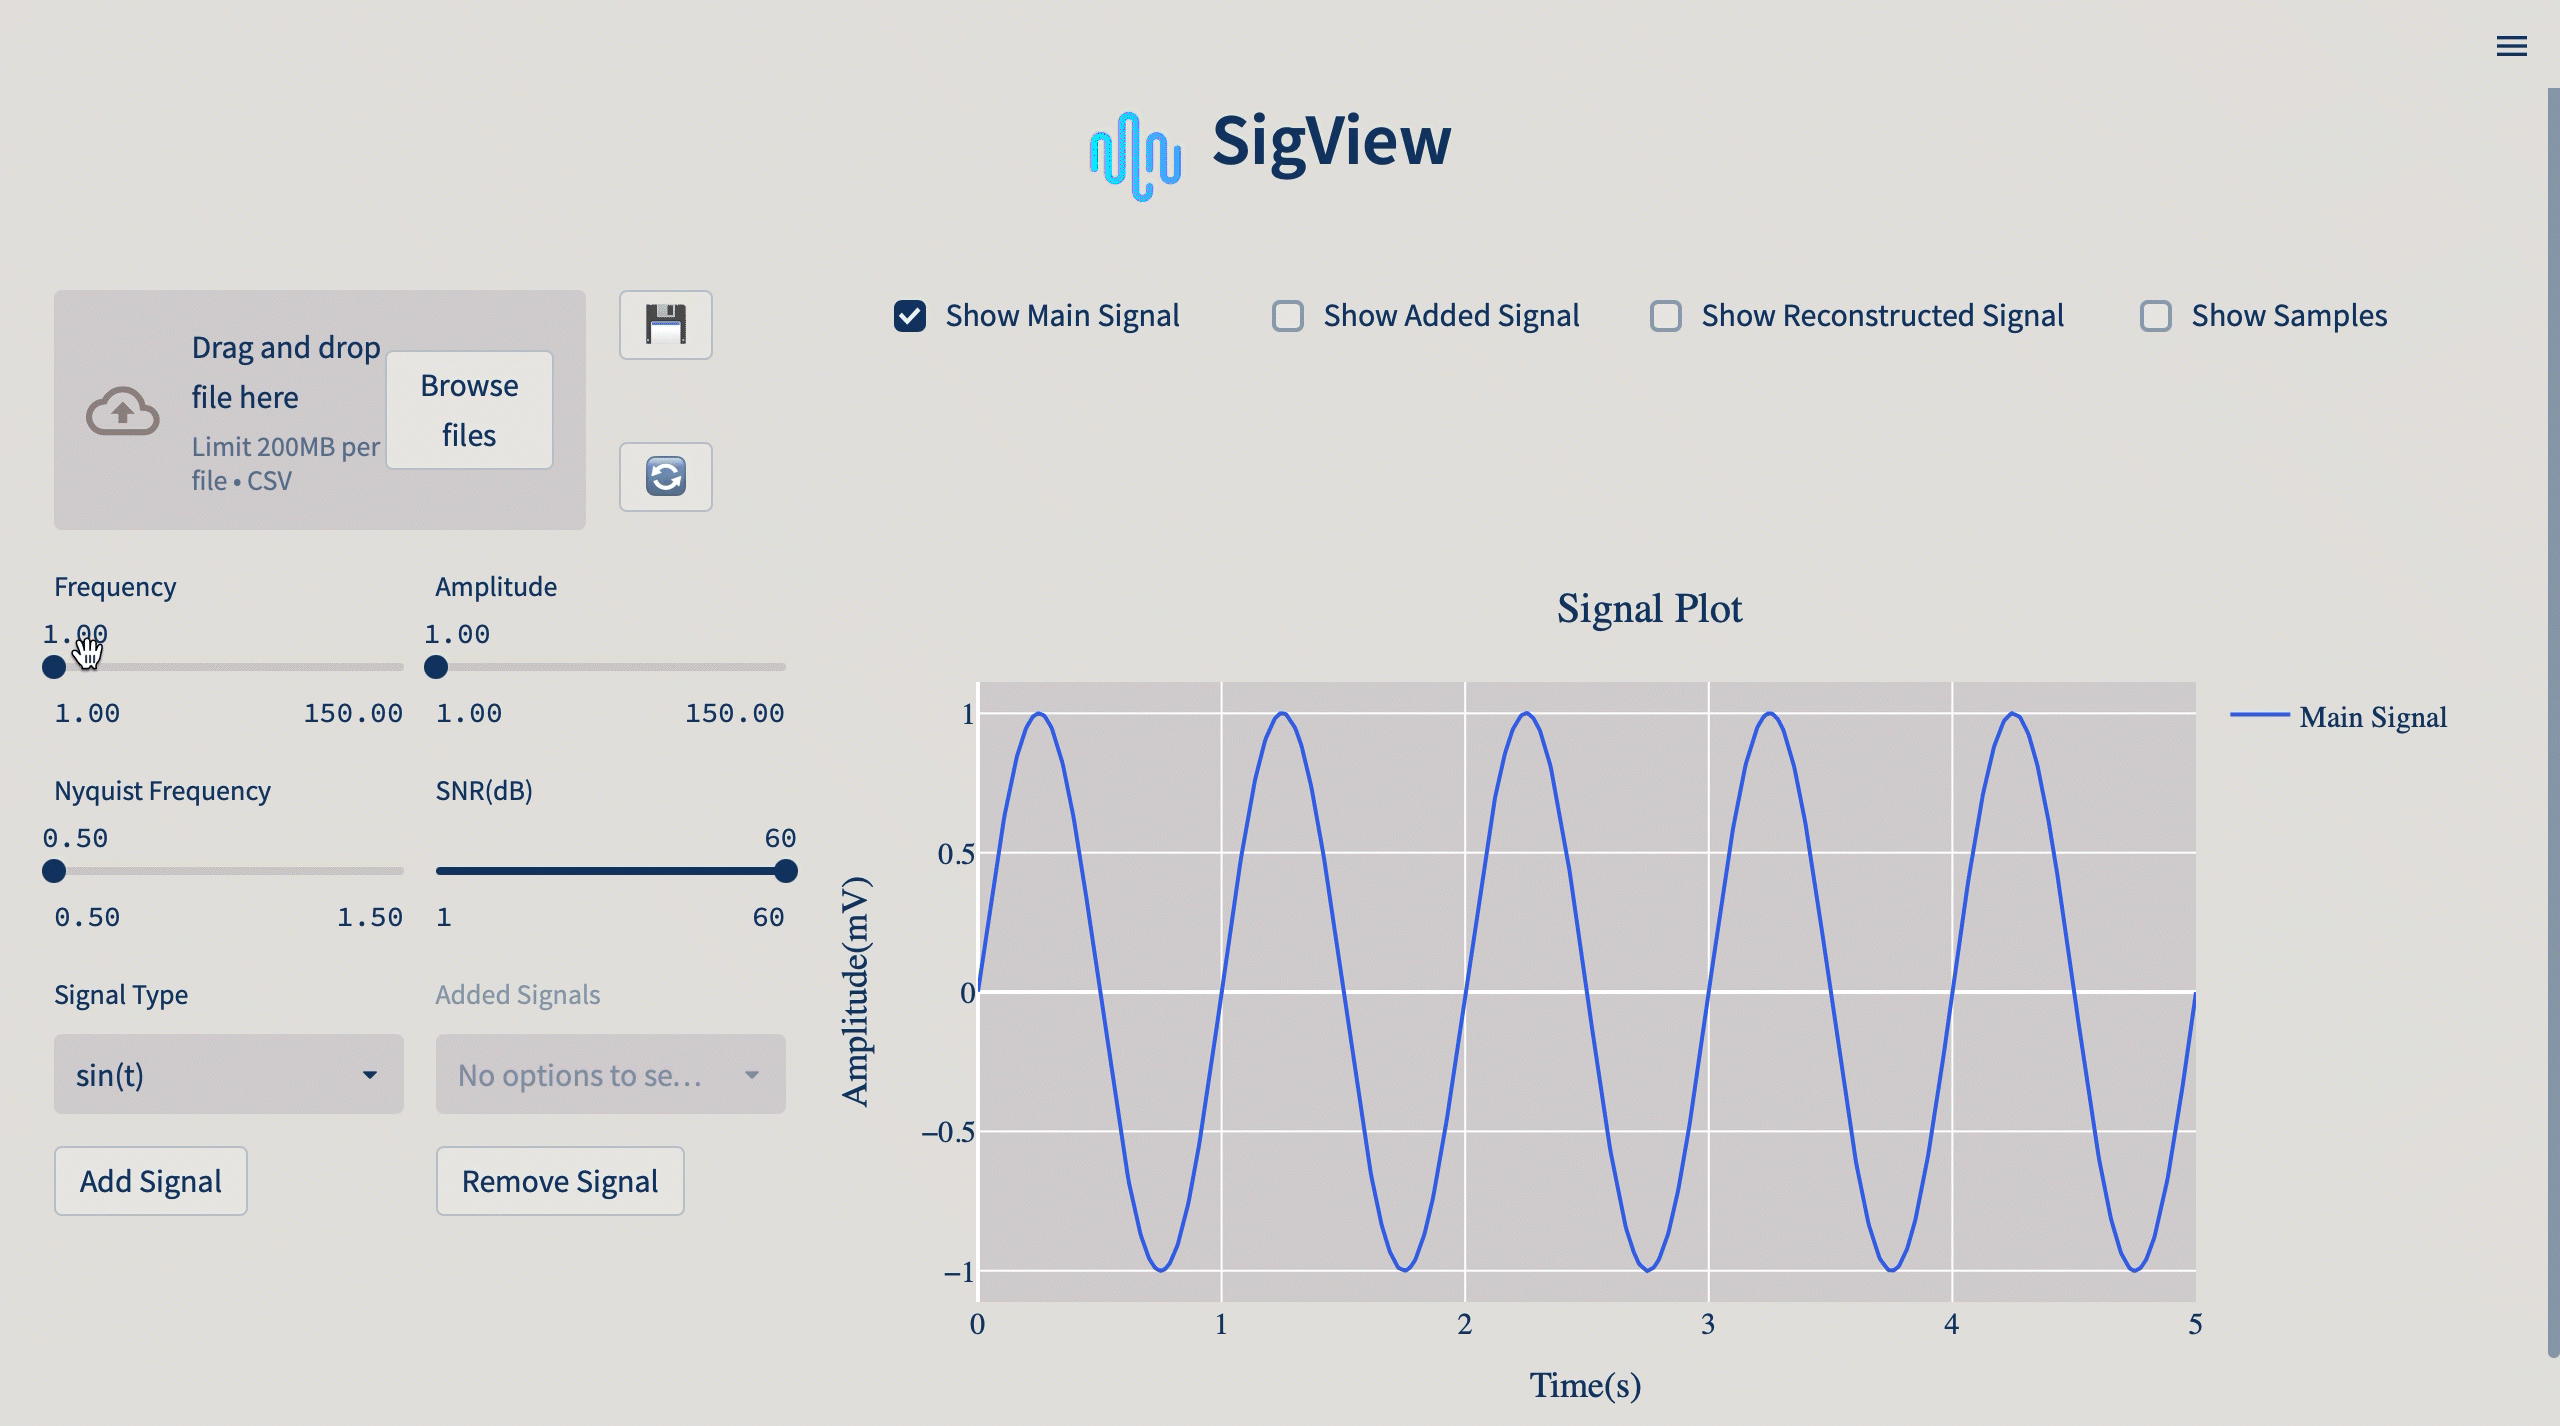 SigView
Drag and drop
file here
Limit 200MB per
file • CSV
Browse
files
Show Main Signal
Show Added Signal
Show Reconstructed Signal
Show Samples
Frequency
1.00
1.00 150.00
Amplitude
1.00
1.00 150.00
Nyquist Frequency
0.50
0.50 1.50
SNR(dB)
60
1 60
Signal Type
sin(t)
Added Signals
No options to se...
Add Signal
Remove Signal
Signal Plot
Main Signal
Amplitude(mV)
1
0.5
0
−0.5
−1
0 1 2 3 4 5
Time(s)